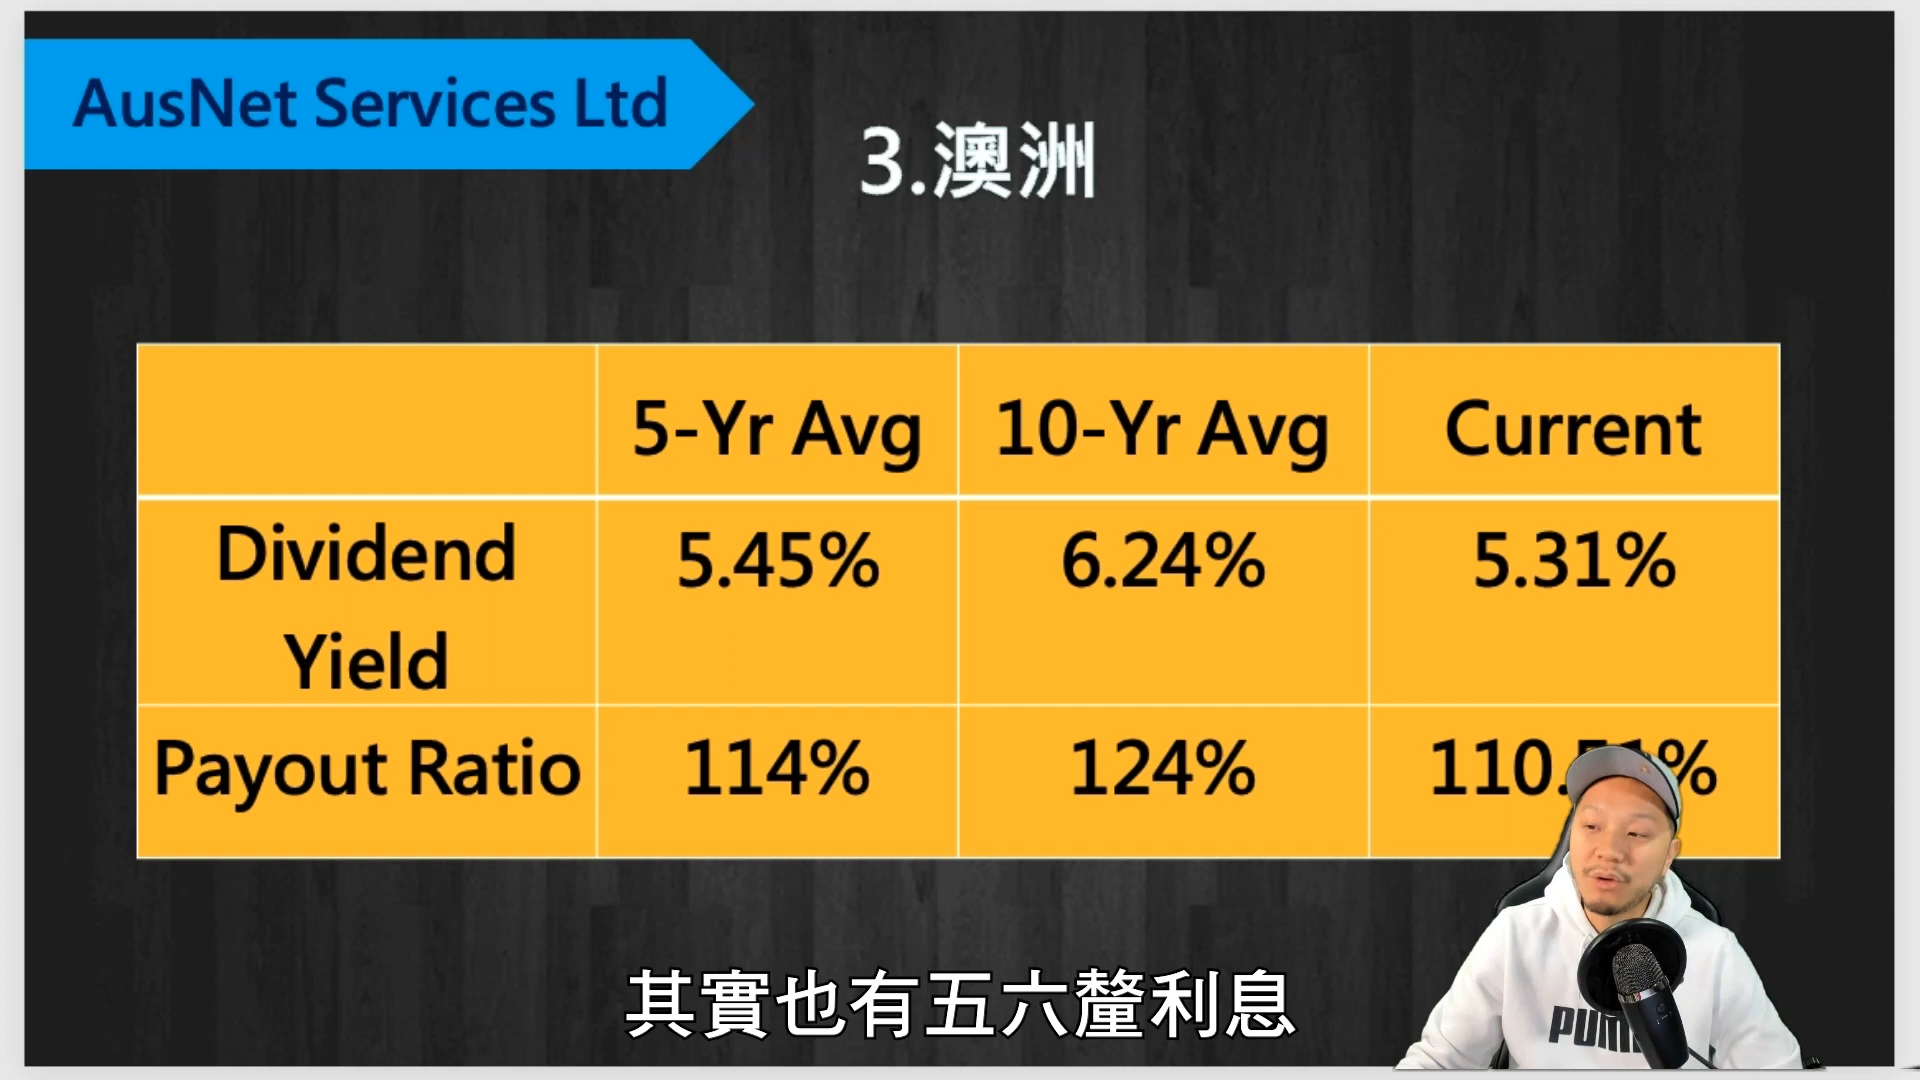 AusNet Services Ltd
3.澳洲
5-Yr Avg 10-Yr Avg Current
Dividend Yield 5.45% 6.24% 5.31%
Payout Ratio 114% 124%
其實也有五六釐利息